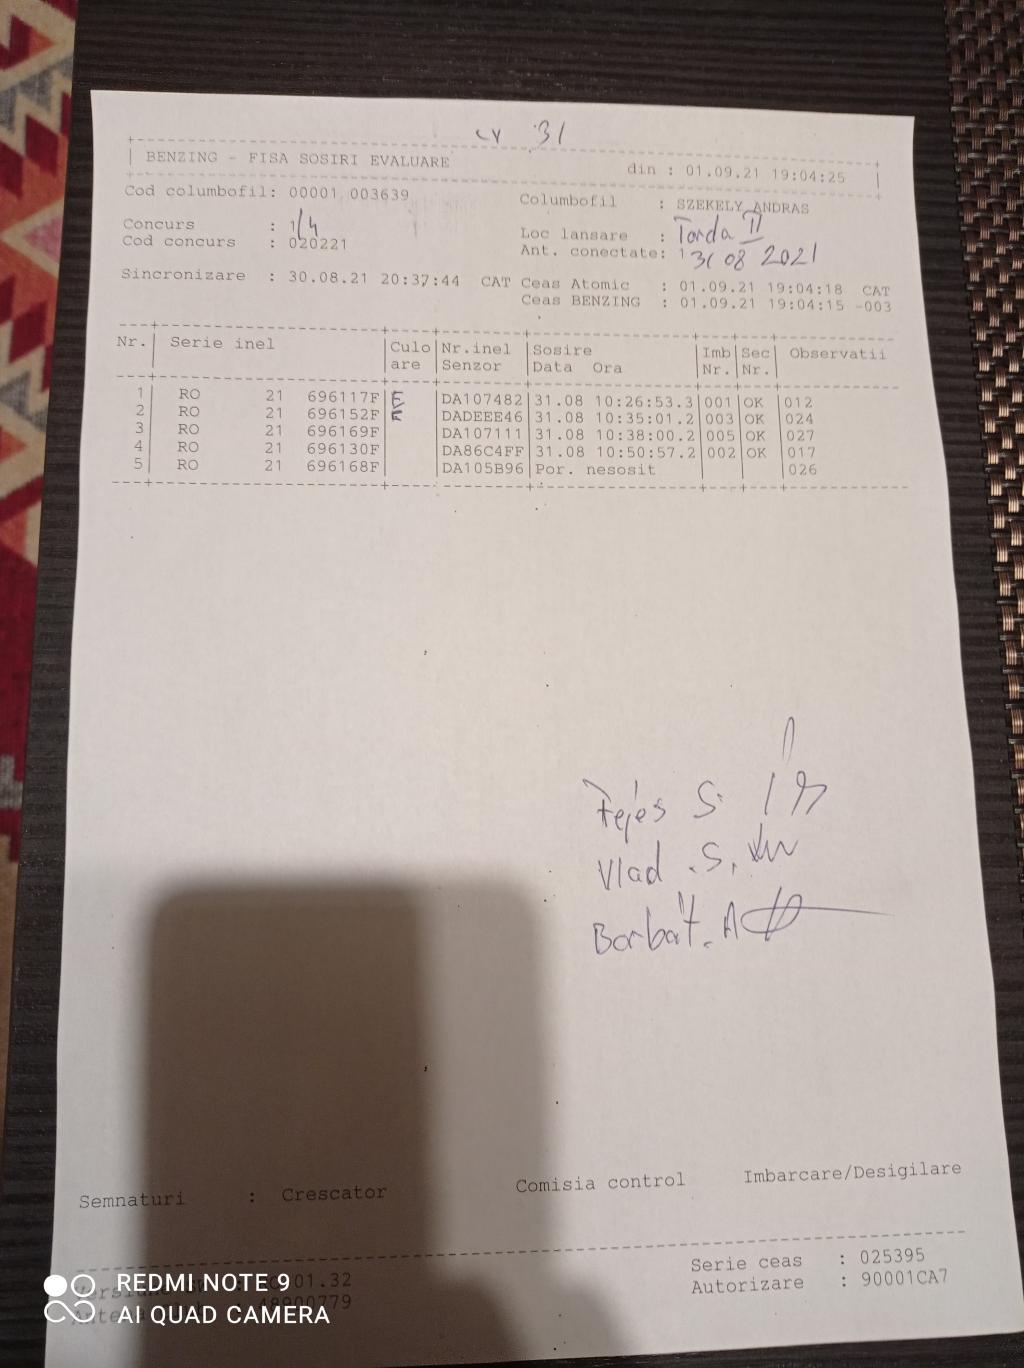 cv 31
BENZING - FISA SOSIRI EVALUARE din : 01.09.21 19:04:25
Cod columbofil: 00001 003639 Columbofil : SZEKELY ANDRAS
Concurs : 1/4 Loc lansare : Torda II
Cod concurs : 020221 Ant. conectate: 1 31 08 2021
Sincronizare : 30.08.21 20:37:44 CAT Ceas Atomic : 01.09.21 19:04:18 CAT
Ceas BENZING : 01.09.21 19:04:15 -003
Nr. Serie inel Culo Nr.inel Sosire Imb Sec Observatii
are Senzor Data Ora Nr. Nr.
1 RO 21 696117F E DA107482 31.08 10:26:53.3 001 OK 012
2 RO 21 696152F E DADEEE46 31.08 10:35:01.2 003 OK 024
3 RO 21 696169F DA107111 31.08 10:38:00.2 005 OK 027
4 RO 21 696130F DA86C4FF 31.08 10:50:57.2 002 OK 017
5 RO 21 696168F DA105B96 Por. nesosit 026
Fejes S.
Vlad .S.
Borbát. A
Semnaturi : Crescator Comisia control Imbarcare/Desigilare
Serie ceas : 025395
Autorizare : 90001CA7
01.32
REDMI NOTE 9
AI QUAD CAMERA